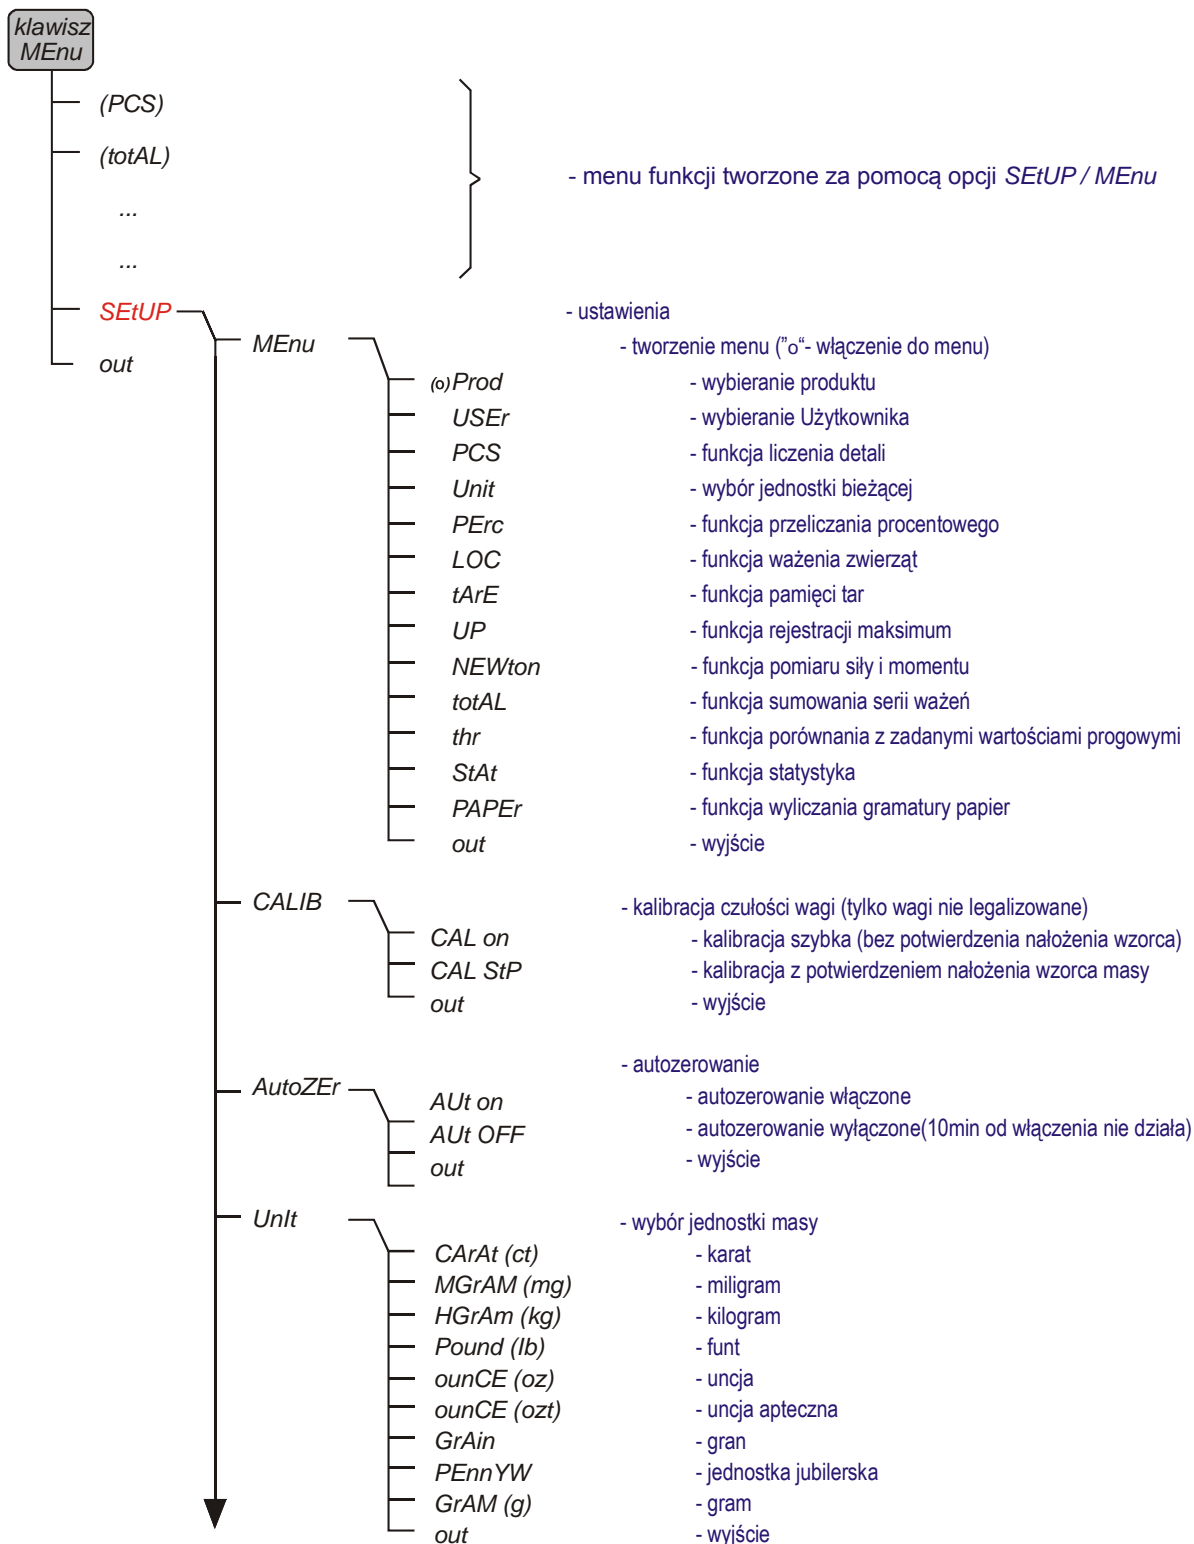 klawisz
MEnu
(PCS)
(totAL)
- menu funkcji tworzone za pomocą opcji SEtUP / MEnu
...
...
SEtUP - ustawienia
MEnu - tworzenie menu ("o"- włączenie do menu)
out
(o) Prod - wybieranie produktu
USEr - wybieranie Użytkownika
PCS - funkcja liczenia detali
Unit - wybór jednostki bieżącej
PErc - funkcja przeliczania procentowego
LOC - funkcja ważenia zwierząt
tArE - funkcja pamięci tar
UP - funkcja rejestracji maksimum
NEWton - funkcja pomiaru siły i momentu
totAL - funkcja sumowania serii ważeń
thr - funkcja porównania z zadanymi wartościami progowymi
StAt - funkcja statystyka
PAPEr - funkcja wyliczania gramatury papier
out - wyjście
CALIB - kalibracja czułości wagi (tylko wagi nie legalizowane)
CAL on - kalibracja szybka (bez potwierdzenia nałożenia wzorca)
CAL StP - kalibracja z potwierdzeniem nałożenia wzorca masy
out - wyjście
AutoZEr - autozerowanie
AUt on - autozerowanie włączone
AUt OFF - autozerowanie wyłączone(10min od włączenia nie działa)
out - wyjście
UnIt - wybór jednostki masy
CArAt (ct) - karat
MGrAM (mg) - miligram
HGrAm (kg) - kilogram
Pound (lb) - funt
ounCE (oz) - uncja
ounCE (ozt) - uncja apteczna
GrAin - gran
PEnnYW - jednostka jubilerska
GrAM (g) - gram
out - wyjście